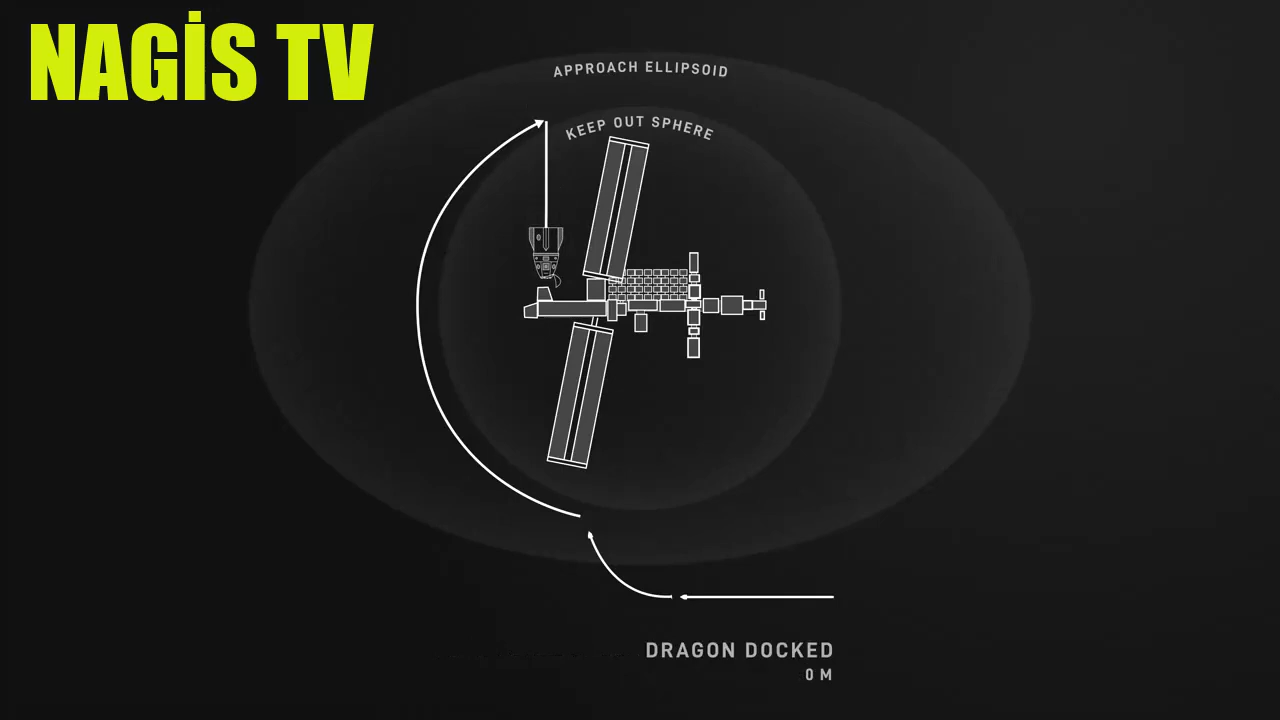 NAGİS TV
APPROACH ELLIPSOID
KEEP OUT SPHERE
DRAGON DOCKED
0 M